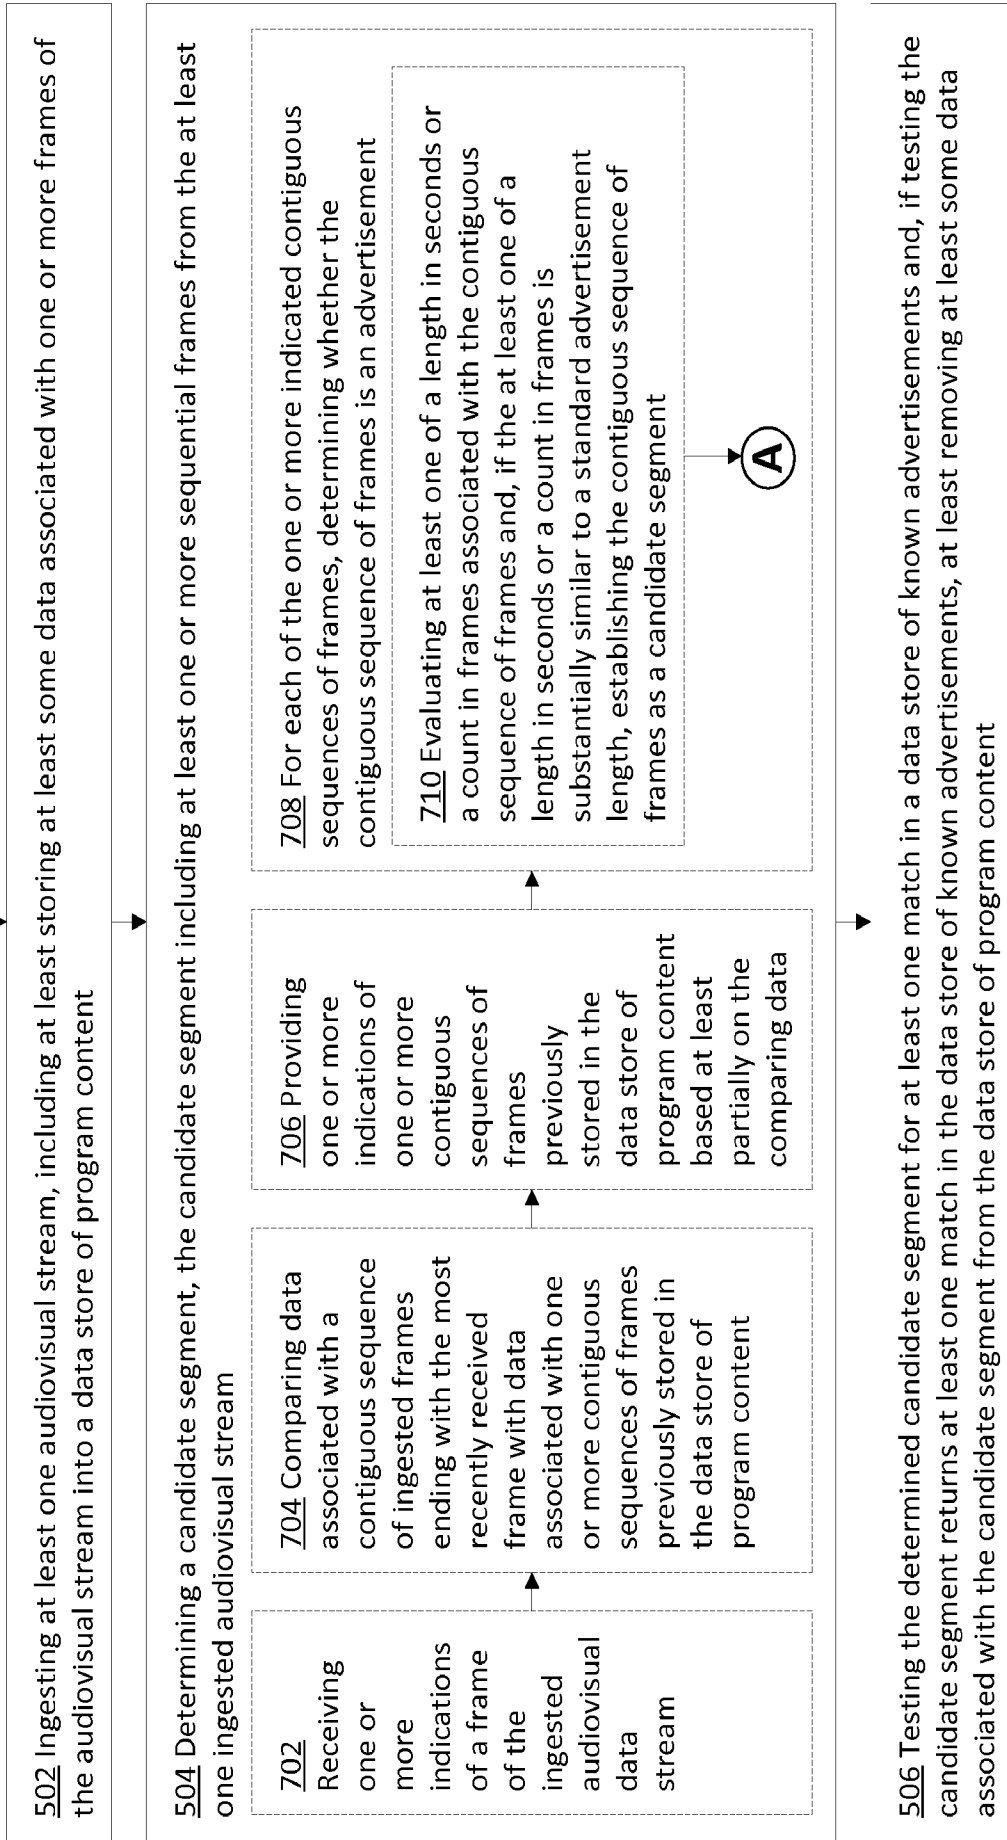 502 Ingesting at least one audiovisual stream, including at least storing at least some data associated with one or more frames of
the audiovisual stream into a data store of program content
504 Determining a candidate segment, the candidate segment including at least one or more sequential frames from the at least
one ingested audiovisual stream
702
Receiving
one or
more
indications
of a frame
of the
ingested
audiovisual
data
stream
704 Comparing data
associated with a
contiguous sequence
of ingested frames
ending with the most
recently received
frame with data
associated with one
or more contiguous
sequences of frames
previously stored in
the data store of
program content
706 Providing
one or more
indications of
one or more
contiguous
sequences of
frames
previously
stored in the
data store of
program content
based at least
partially on the
comparing data
708 For each of the one or more indicated contiguous
sequences of frames, determining whether the
contiguous sequence of frames is an advertisement
710 Evaluating at least one of a length in seconds or
a count in frames associated with the contiguous
sequence of frames and, if the at least one of a
length in seconds or a count in frames is
substantially similar to a standard advertisement
length, establishing the contiguous sequence of
frames as a candidate segment
A
506 Testing the determined candidate segment for at least one match in a data store of known advertisements and, if testing the
candidate segment returns at least one match in the data store of known advertisements, at least removing at least some data
associated with the candidate segment from the data store of program content